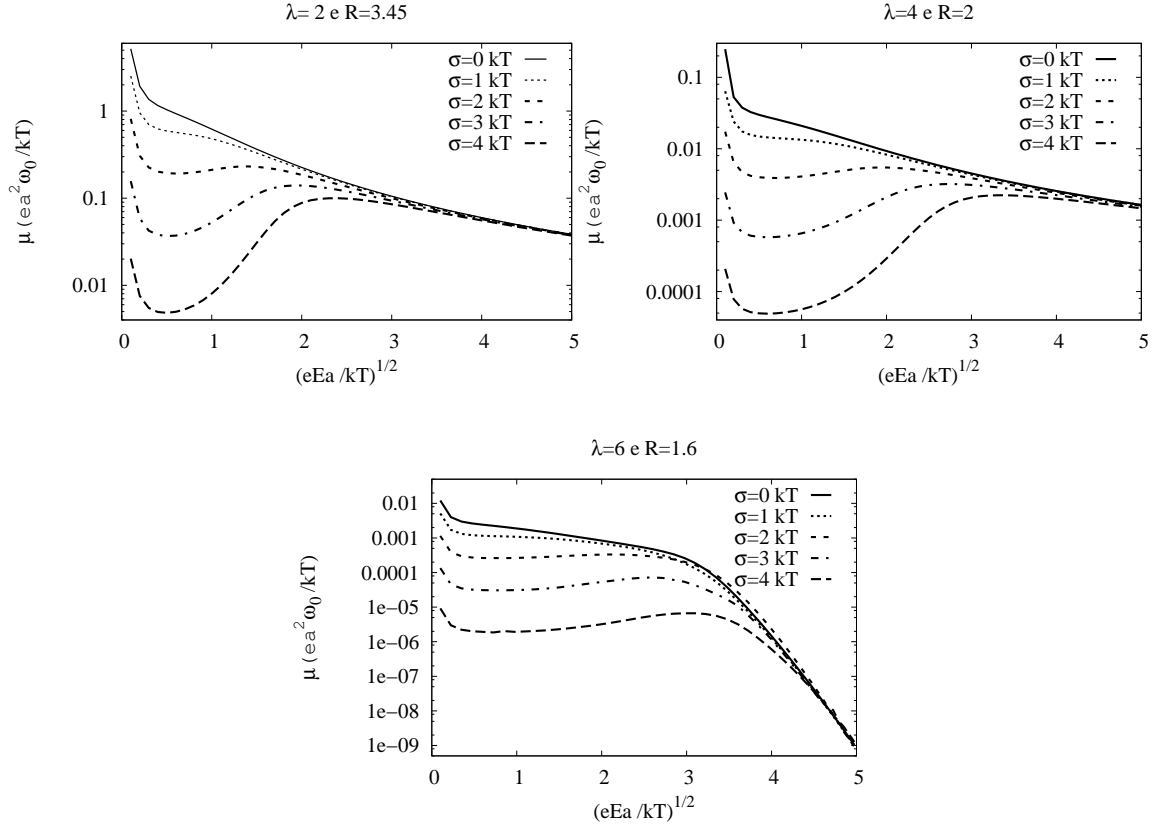 λ= 2 e R=3.45
σ=0 kT
σ=1 kT
σ=2 kT
σ=3 kT
σ=4 kT
1
0.1
0.01
μ (ea²ω₀/kT)
0 1 2 3 4 5
(eEa /kT)^1/2
λ=4 e R=2
σ=0 kT
σ=1 kT
σ=2 kT
σ=3 kT
σ=4 kT
0.1
0.01
0.001
0.0001
μ (ea²ω₀/kT)
0 1 2 3 4 5
(eEa /kT)^1/2
λ=6 e R=1.6
σ=0 kT
σ=1 kT
σ=2 kT
σ=3 kT
σ=4 kT
0.01
0.001
0.0001
1e−05
1e−06
1e−07
1e−08
1e−09
μ (ea²ω₀/kT)
0 1 2 3 4 5
(eEa /kT)^1/2